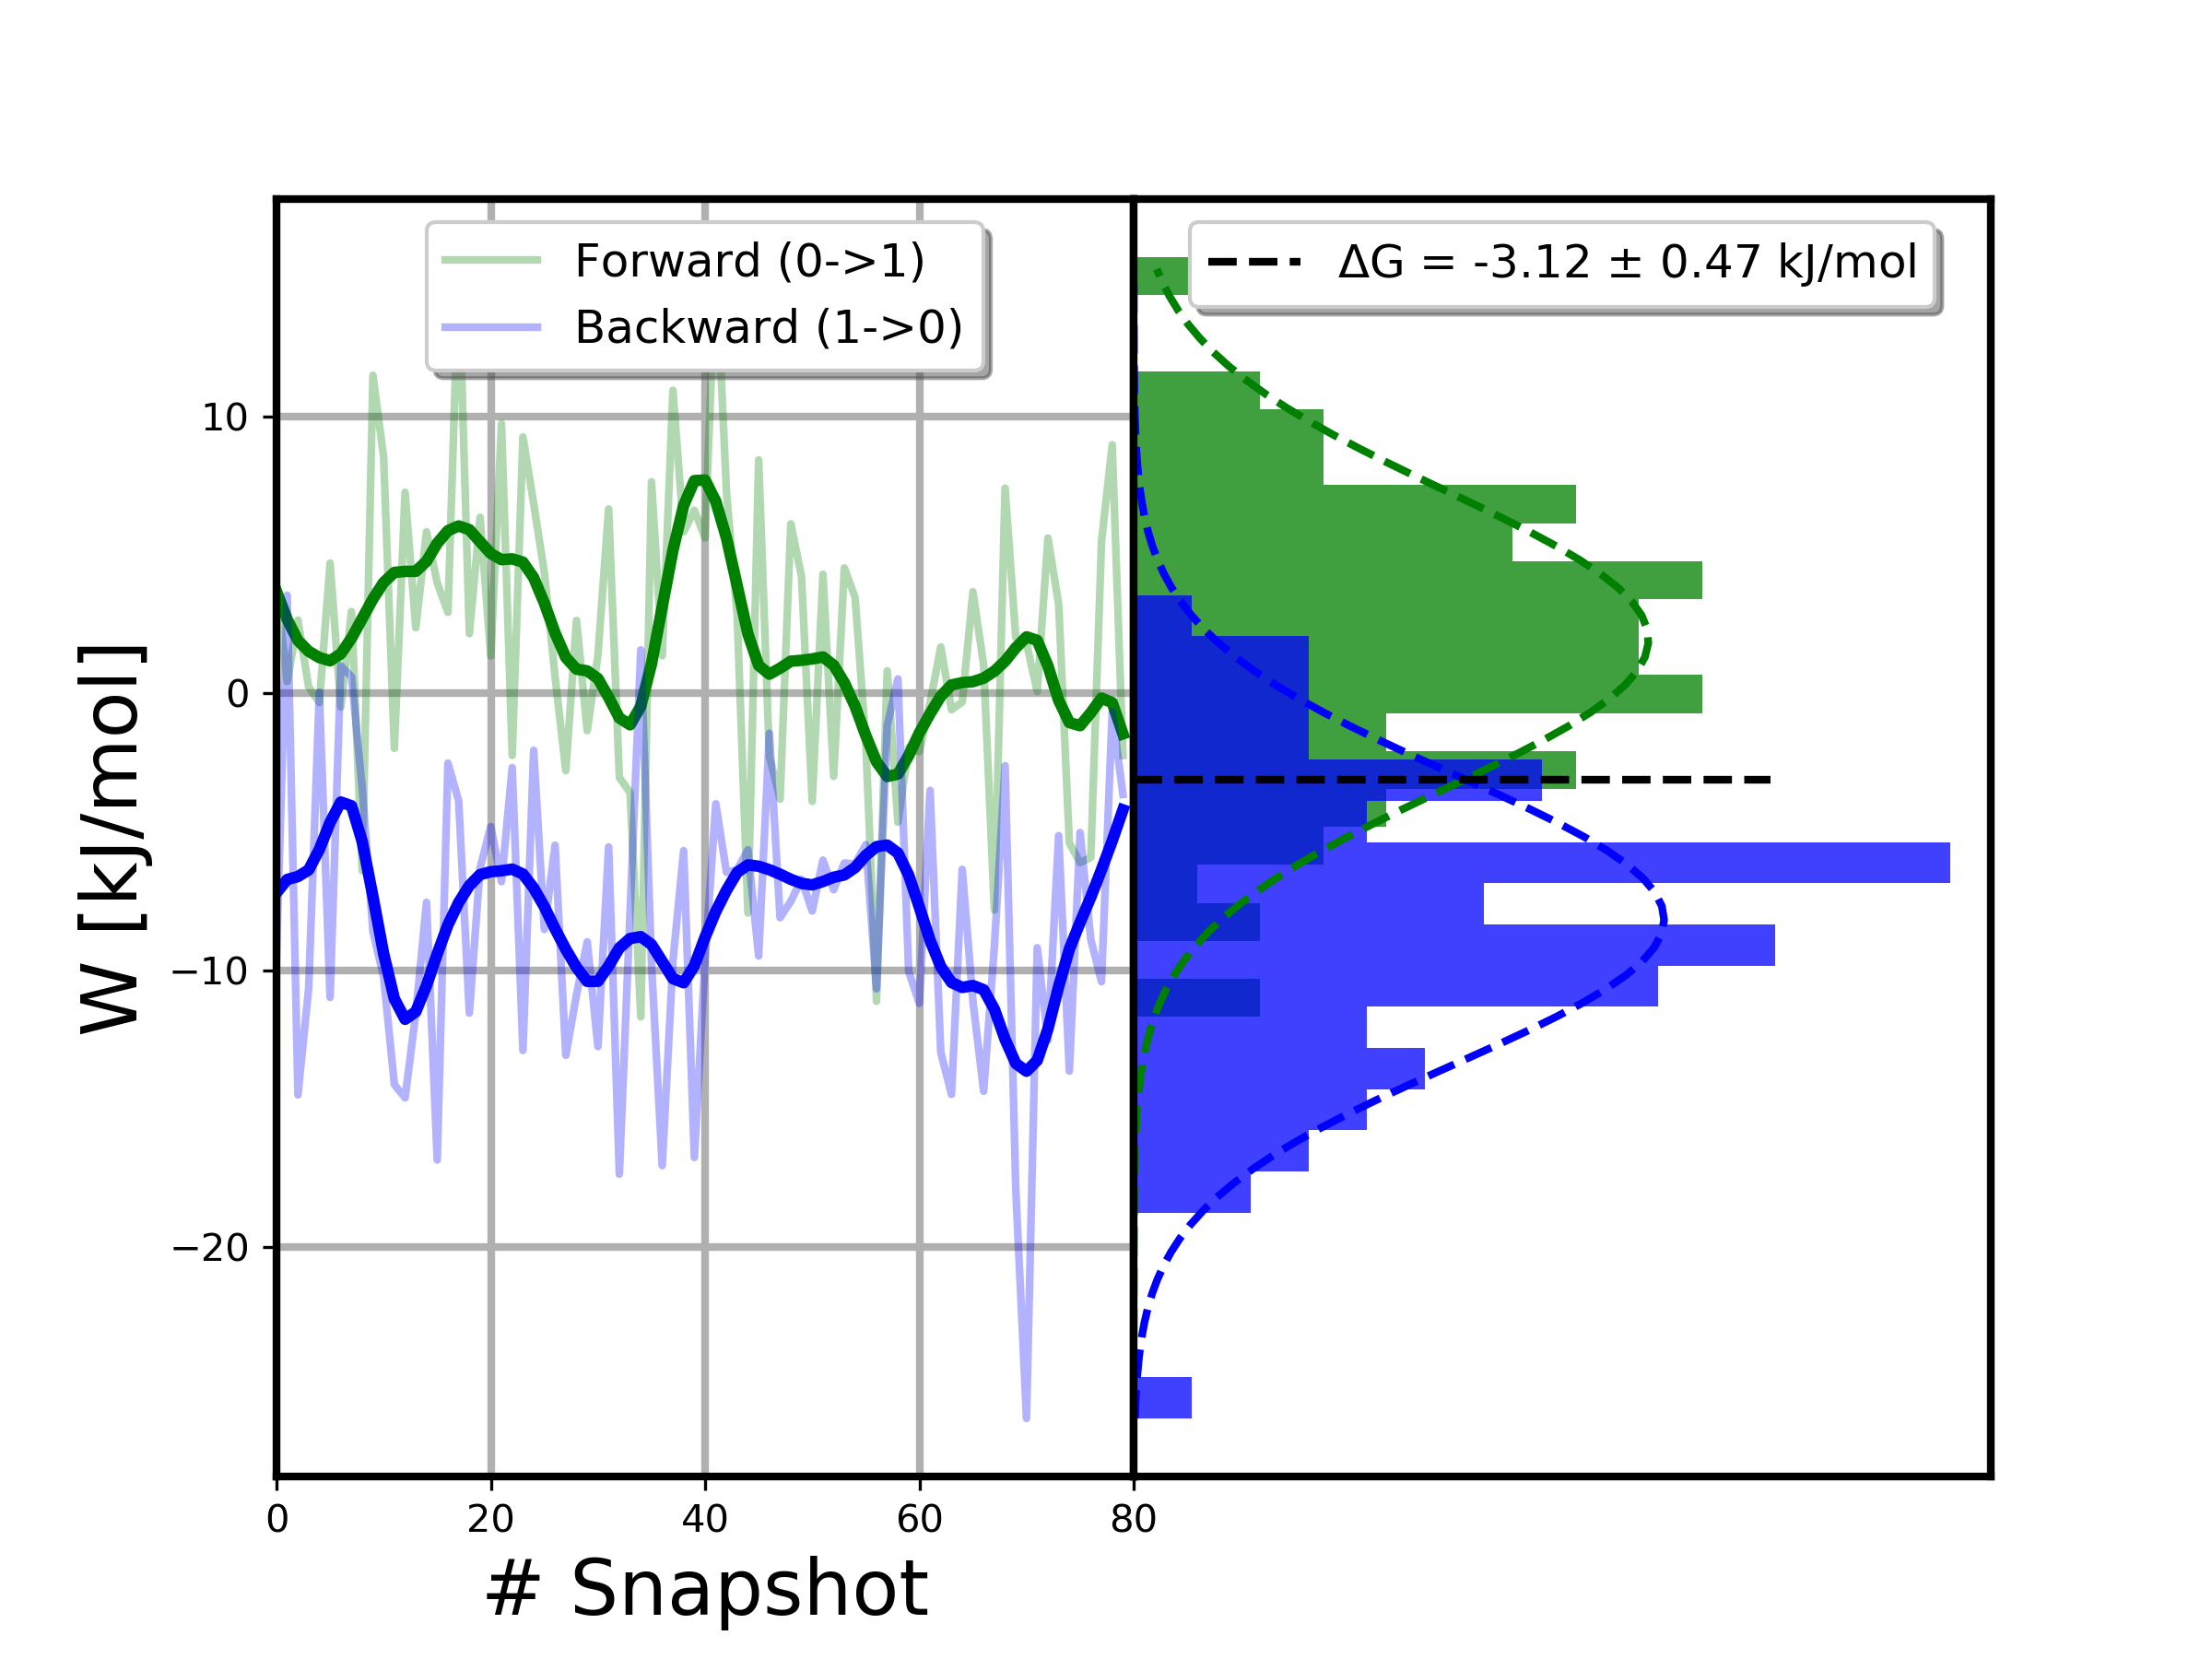 Forward (0->1)
Backward (1->0)
ΔG = -3.12 ± 0.47 kJ/mol
W [kJ/mol]
10
0
−10
−20
0
20
40
60
80
# Snapshot